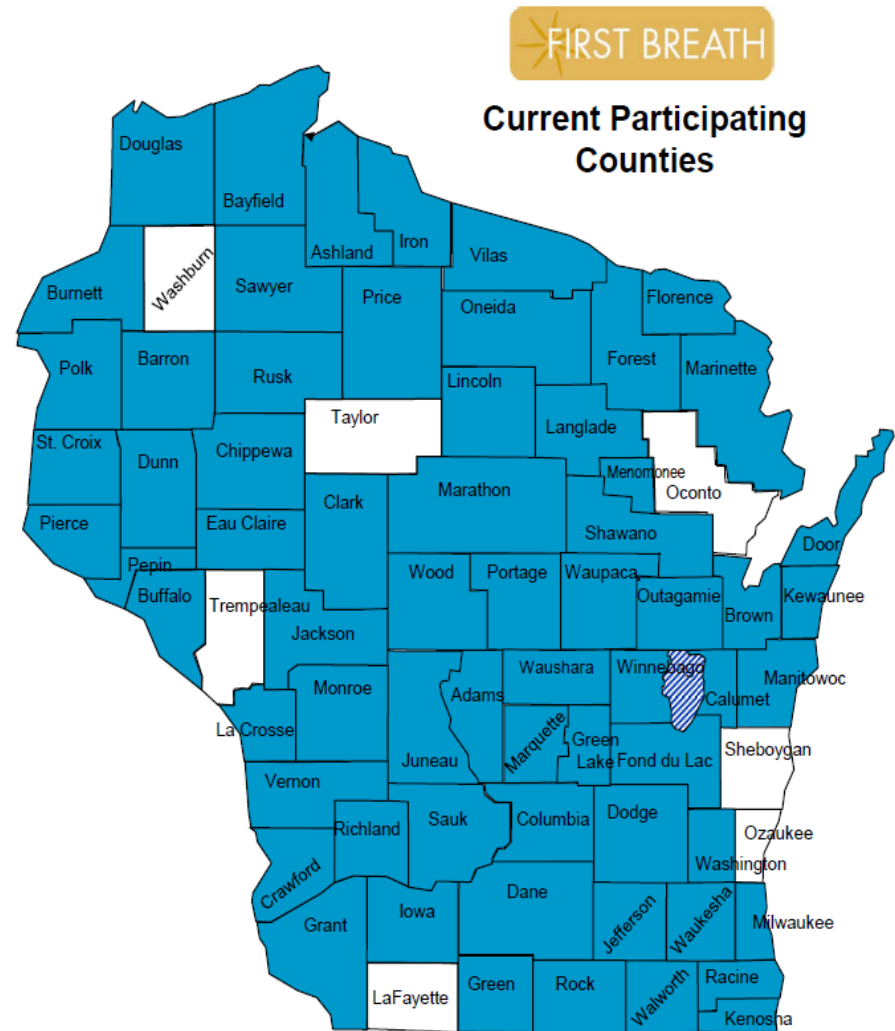 FIRST BREATH
Current Participating
Counties
Douglas
Bayfield
Ashland
Iron
Vilas
Washburn
Burnett
Sawyer
Price
Oneida
Florence
Forest
Marinette
Polk
Barron
Rusk
Lincoln
Taylor
Langlade
St. Croix
Dunn
Chippewa
Menomonee
Oconto
Marathon
Clark
Pierce
Eau Claire
Shawano
Door
Pepin
Buffalo
Trempealeau
Wood
Portage
Waupaca
Outagamie
Brown
Kewaunee
Jackson
Waushara
Winnebago
Manitowoc
Monroe
Adams
Calumet
La Crosse
Marquette
Green
Lake
Sheboygan
Juneau
Fond du Lac
Vernon
Richland
Sauk
Columbia
Dodge
Ozaukee
Washington
Crawford
Dane
Iowa
Jefferson
Waukesha
Milwaukee
Grant
LaFayette
Green
Rock
Walworth
Racine
Kenosha